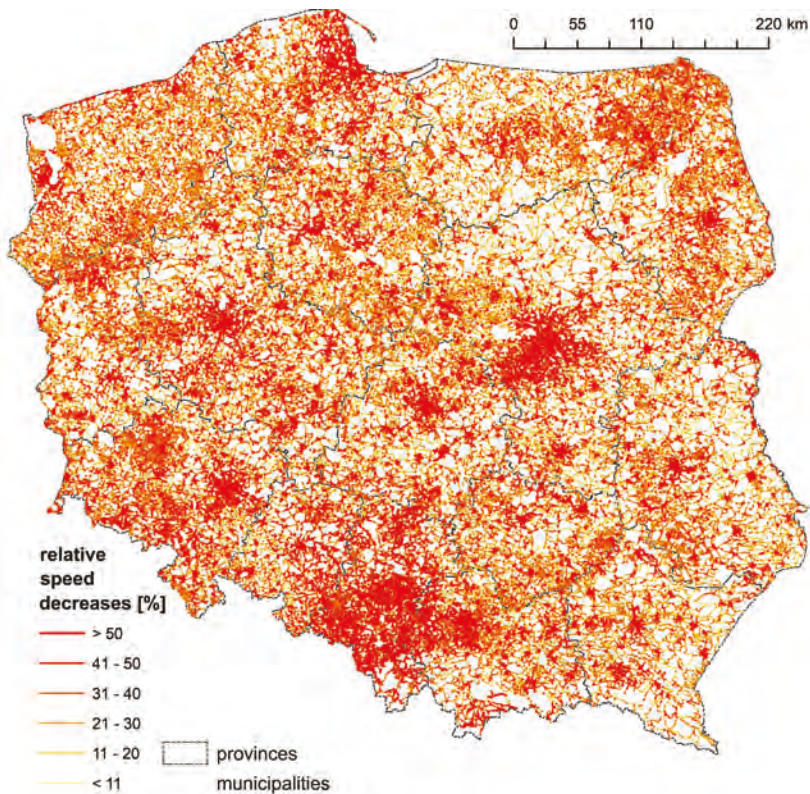 0 55 110 220 km
relative
speed
decreases [%]
> 50
41 - 50
31 - 40
21 - 30
11 - 20
< 11
provinces
municipalities